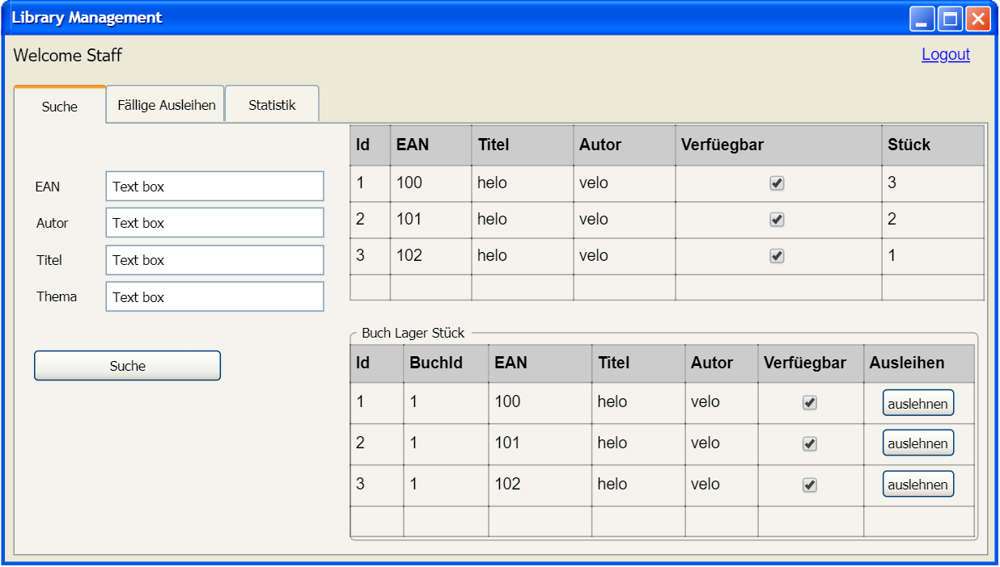 Library Management
Welcome Staff
Logout
Suche
Fällige Ausleihen
Statistik
EAN
Text box
Autor
Text box
Titel
Text box
Thema
Text box
Suche
Id EAN Titel Autor Verfüegbar Stück
1 100 helo velo 3
2 101 helo velo 2
3 102 helo velo 1
Buch Lager Stück
Id BuchId EAN Titel Autor Verfüegbar Ausleihen
1 1 100 helo velo auslehnen
2 1 101 helo velo auslehnen
3 1 102 helo velo auslehnen